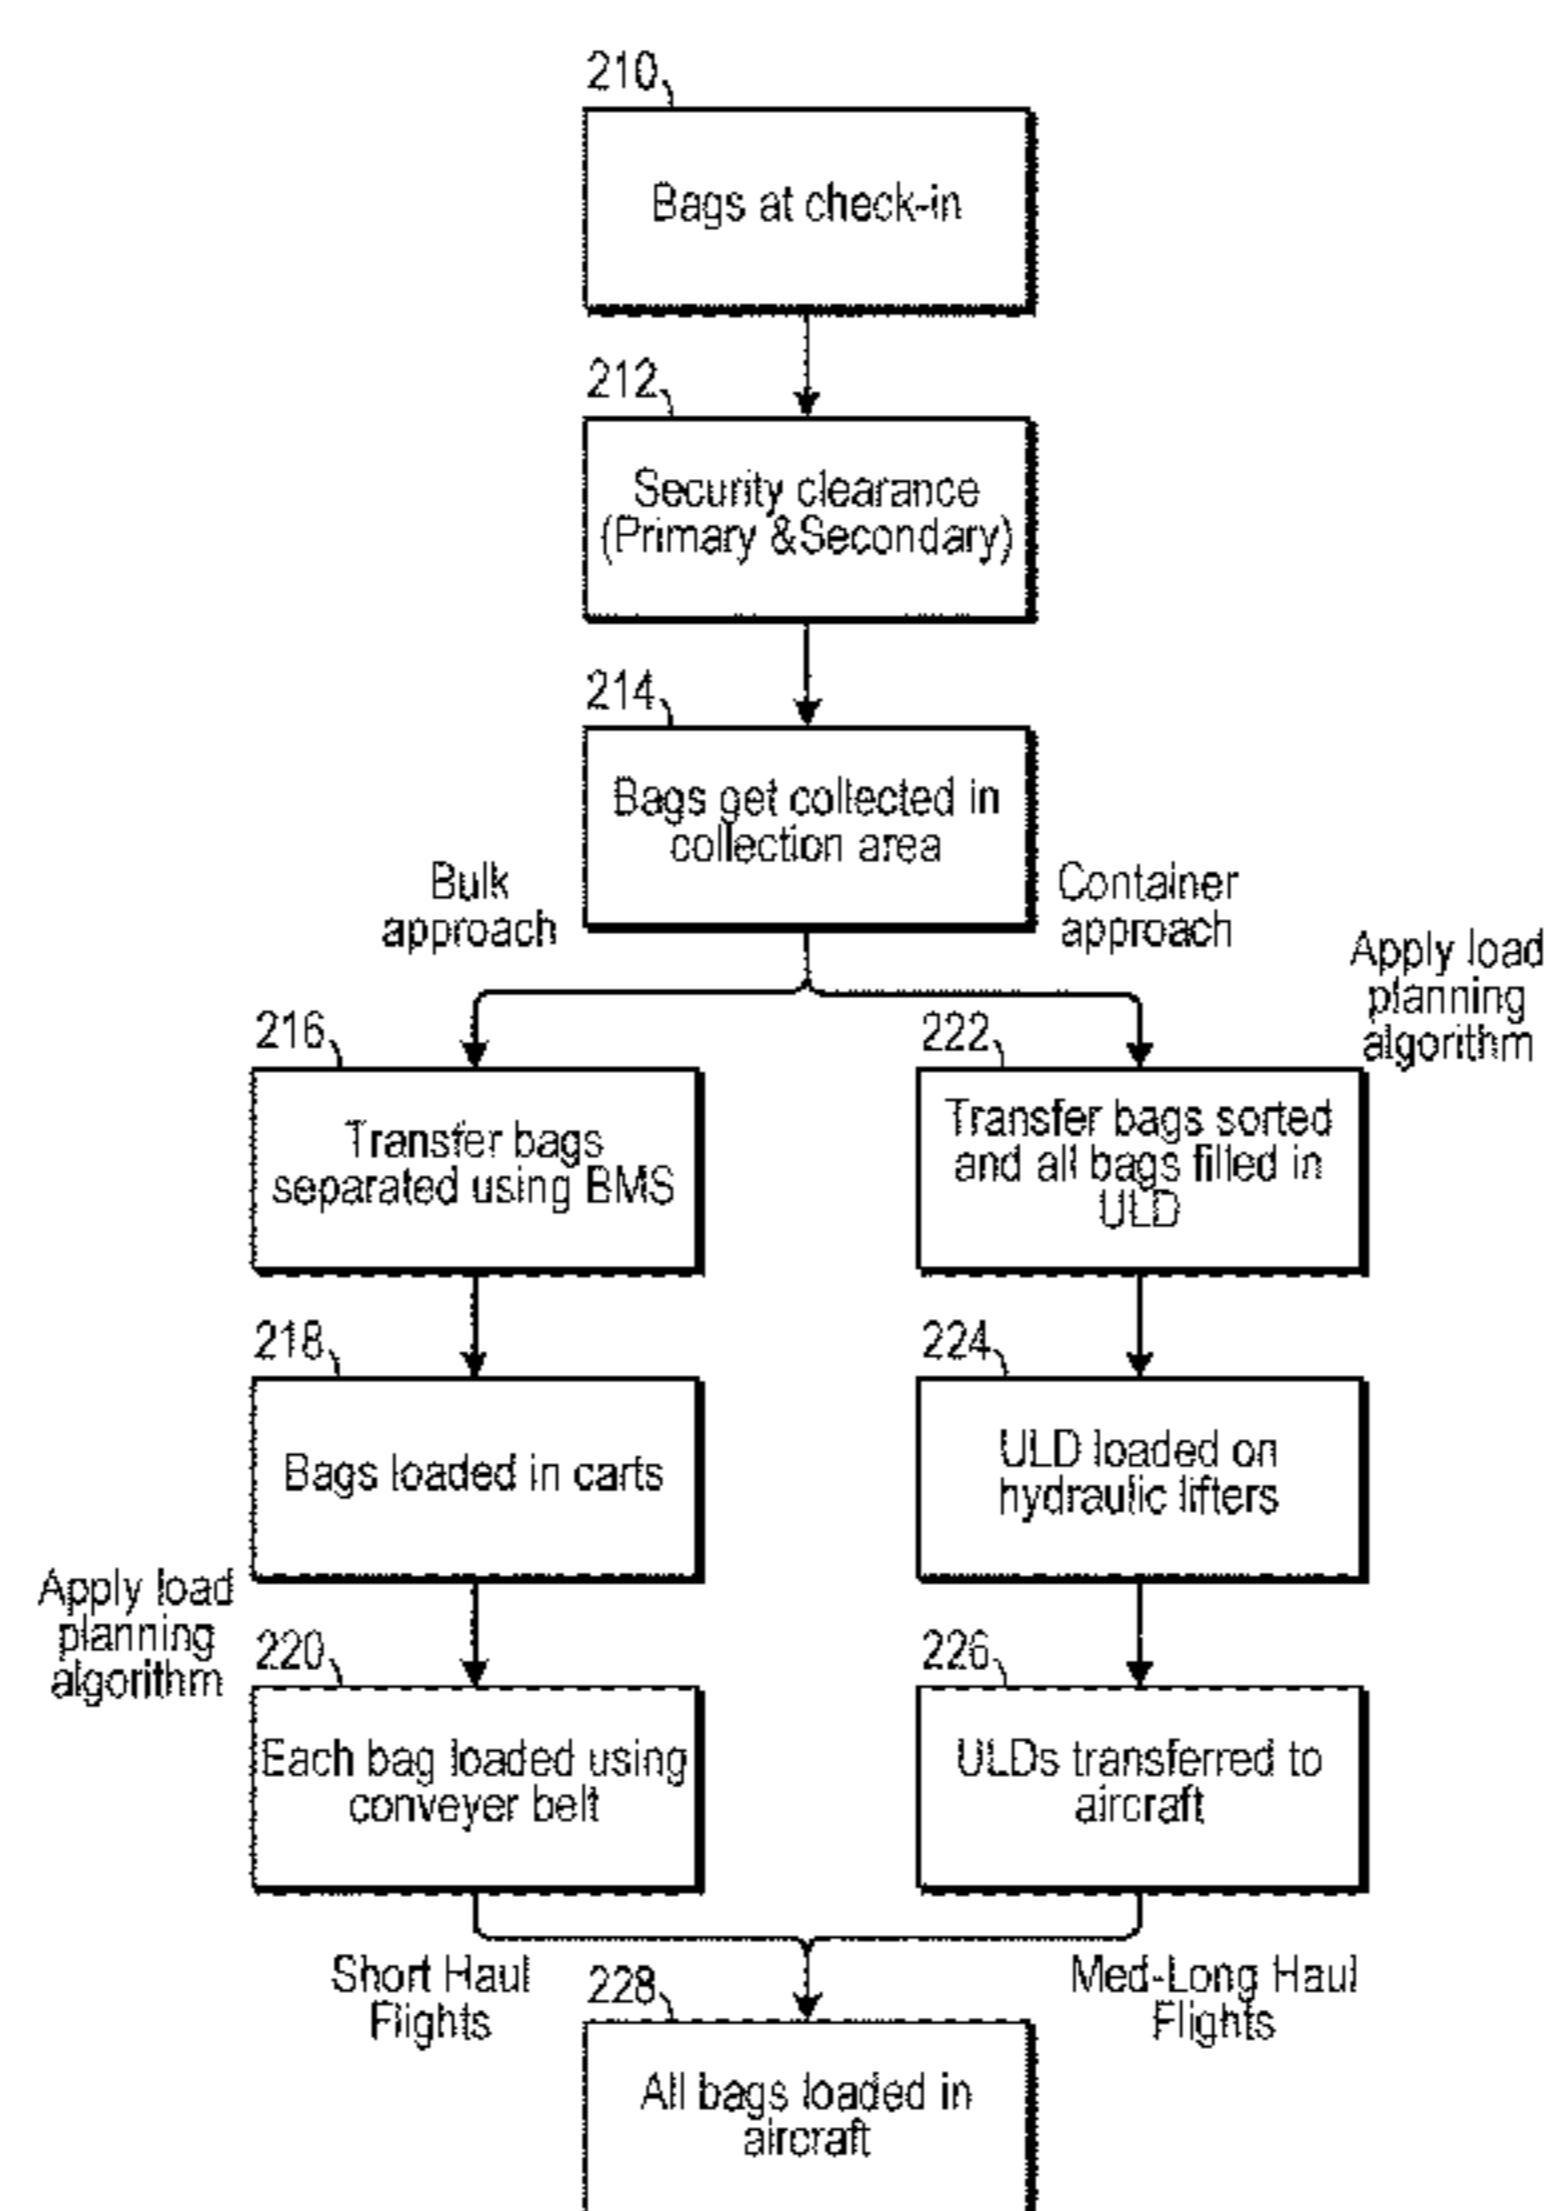 210
Bags at check-in
212
Security clearance
(Primary &Secondary)
214
Bags get collected in
collection area
Bulk
approach
Container
approach
Apply load
planning
algorithm
216
Transfer bags
separated using BMS
222
Transfer bags sorted
and all bags filled in
ULD
218
Bags loaded in carts
224
ULD loaded on
hydraulic lifters
Apply load
planning
algorithm
220
Each bag loaded using
conveyer belt
226
ULDs transferred to
aircraft
Short Haul
Flights
Med-Long Haul
Flights
228
All bags loaded in
aircraft